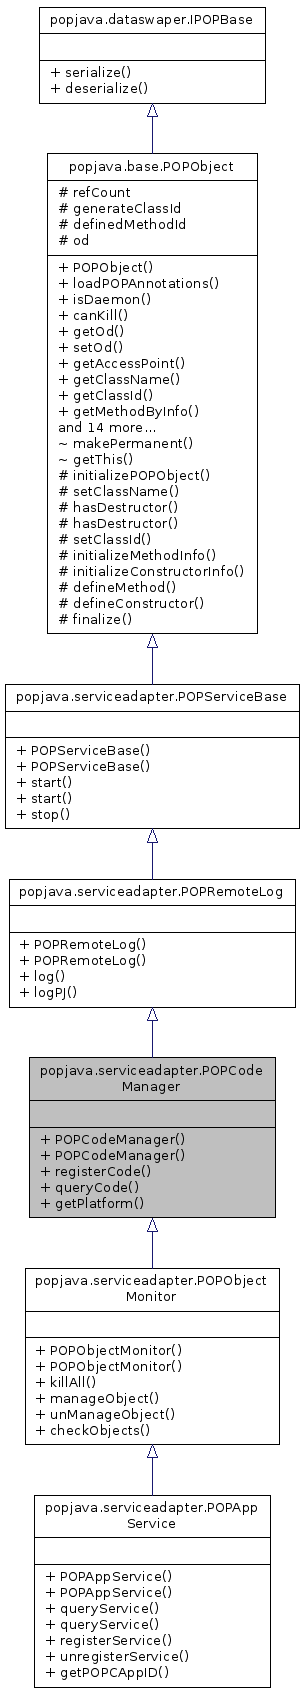 popjava.dataswaper.IPOPBase
+ serialize()
+ deserialize()
popjava.base.POPObject
# refCount
# generateClassId
# definedMethodId
# od
+ POPObject()
+ loadPOPAnnotations()
+ isDaemon()
+ canKill()
+ getOd()
+ setOd()
+ getAccessPoint()
+ getClassName()
+ getClassId()
+ getMethodByInfo()
and 14 more...
~ makePermanent()
~ getThis()
# initializePOPObject()
# setClassName()
# hasDestructor()
# hasDestructor()
# setClassId()
# initializeMethodInfo()
# initializeConstructorInfo()
# defineMethod()
# defineConstructor()
# finalize()
popjava.serviceadapter.POPServiceBase
+ POPServiceBase()
+ POPServiceBase()
+ start()
+ start()
+ stop()
popjava.serviceadapter.POPRemoteLog
+ POPRemoteLog()
+ POPRemoteLog()
+ log()
+ logPJ()
popjava.serviceadapter.POPCode
Manager
+ POPCodeManager()
+ POPCodeManager()
+ registerCode()
+ queryCode()
+ getPlatform()
popjava.serviceadapter.POPObject
Monitor
+ POPObjectMonitor()
+ POPObjectMonitor()
+ killAll()
+ manageObject()
+ unManageObject()
+ checkObjects()
popjava.serviceadapter.POPApp
Service
+ POPAppService()
+ POPAppService()
+ queryService()
+ queryService()
+ registerService()
+ unregisterService()
+ getPOPCAppID()